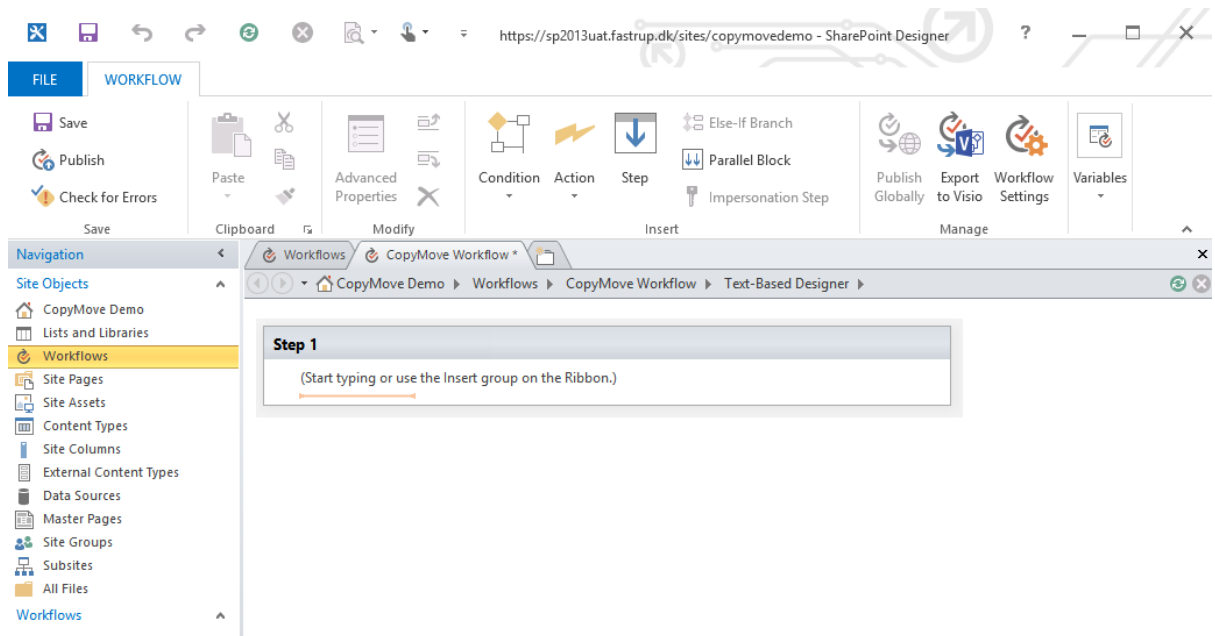 https://sp2013uat.fastrup.dk/sites/copymovedemo - SharePoint Designer
?
FILE
WORKFLOW
Save
Publish
Check for Errors
Save
Paste
Clipboard
Advanced
Properties
Modify
Condition
Action
Step
Else-If Branch
Parallel Block
Impersonation Step
Insert
Publish
Globally
Export
to Visio
Workflow
Settings
Manage
Variables
Navigation
Site Objects
CopyMove Demo
Lists and Libraries
Workflows
Site Pages
Site Assets
Content Types
Site Columns
External Content Types
Data Sources
Master Pages
Site Groups
Subsites
All Files
Workflows
Workflows
CopyMove Workflow *
CopyMove Demo
Workflows
CopyMove Workflow
Text-Based Designer
Step 1
(Start typing or use the Insert group on the Ribbon.)